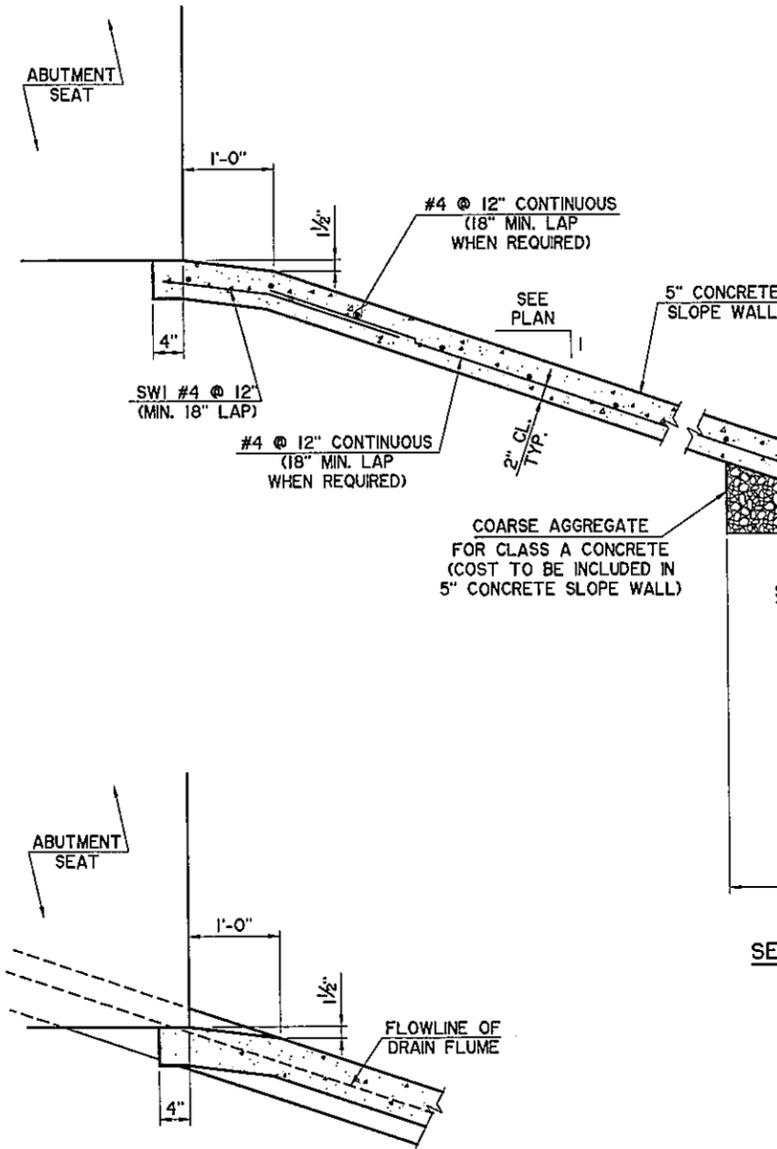 ABUTMENT
SEAT
1'-0"
1½"
#4 @ 12" CONTINUOUS
(18" MIN. LAP
WHEN REQUIRED)
SEE
PLAN
1
5" CONCRETE
SLOPE WALL
4"
SW1 #4 @ 12"
(MIN. 18" LAP)
#4 @ 12" CONTINUOUS
(18" MIN. LAP
WHEN REQUIRED)
2" CL.
TYP.
COARSE AGGREGATE
FOR CLASS A CONCRETE
(COST TO BE INCLUDED IN
5" CONCRETE SLOPE WALL)
ABUTMENT
SEAT
1'-0"
1½"
FLOWLINE OF
DRAIN FLUME
4"
SE